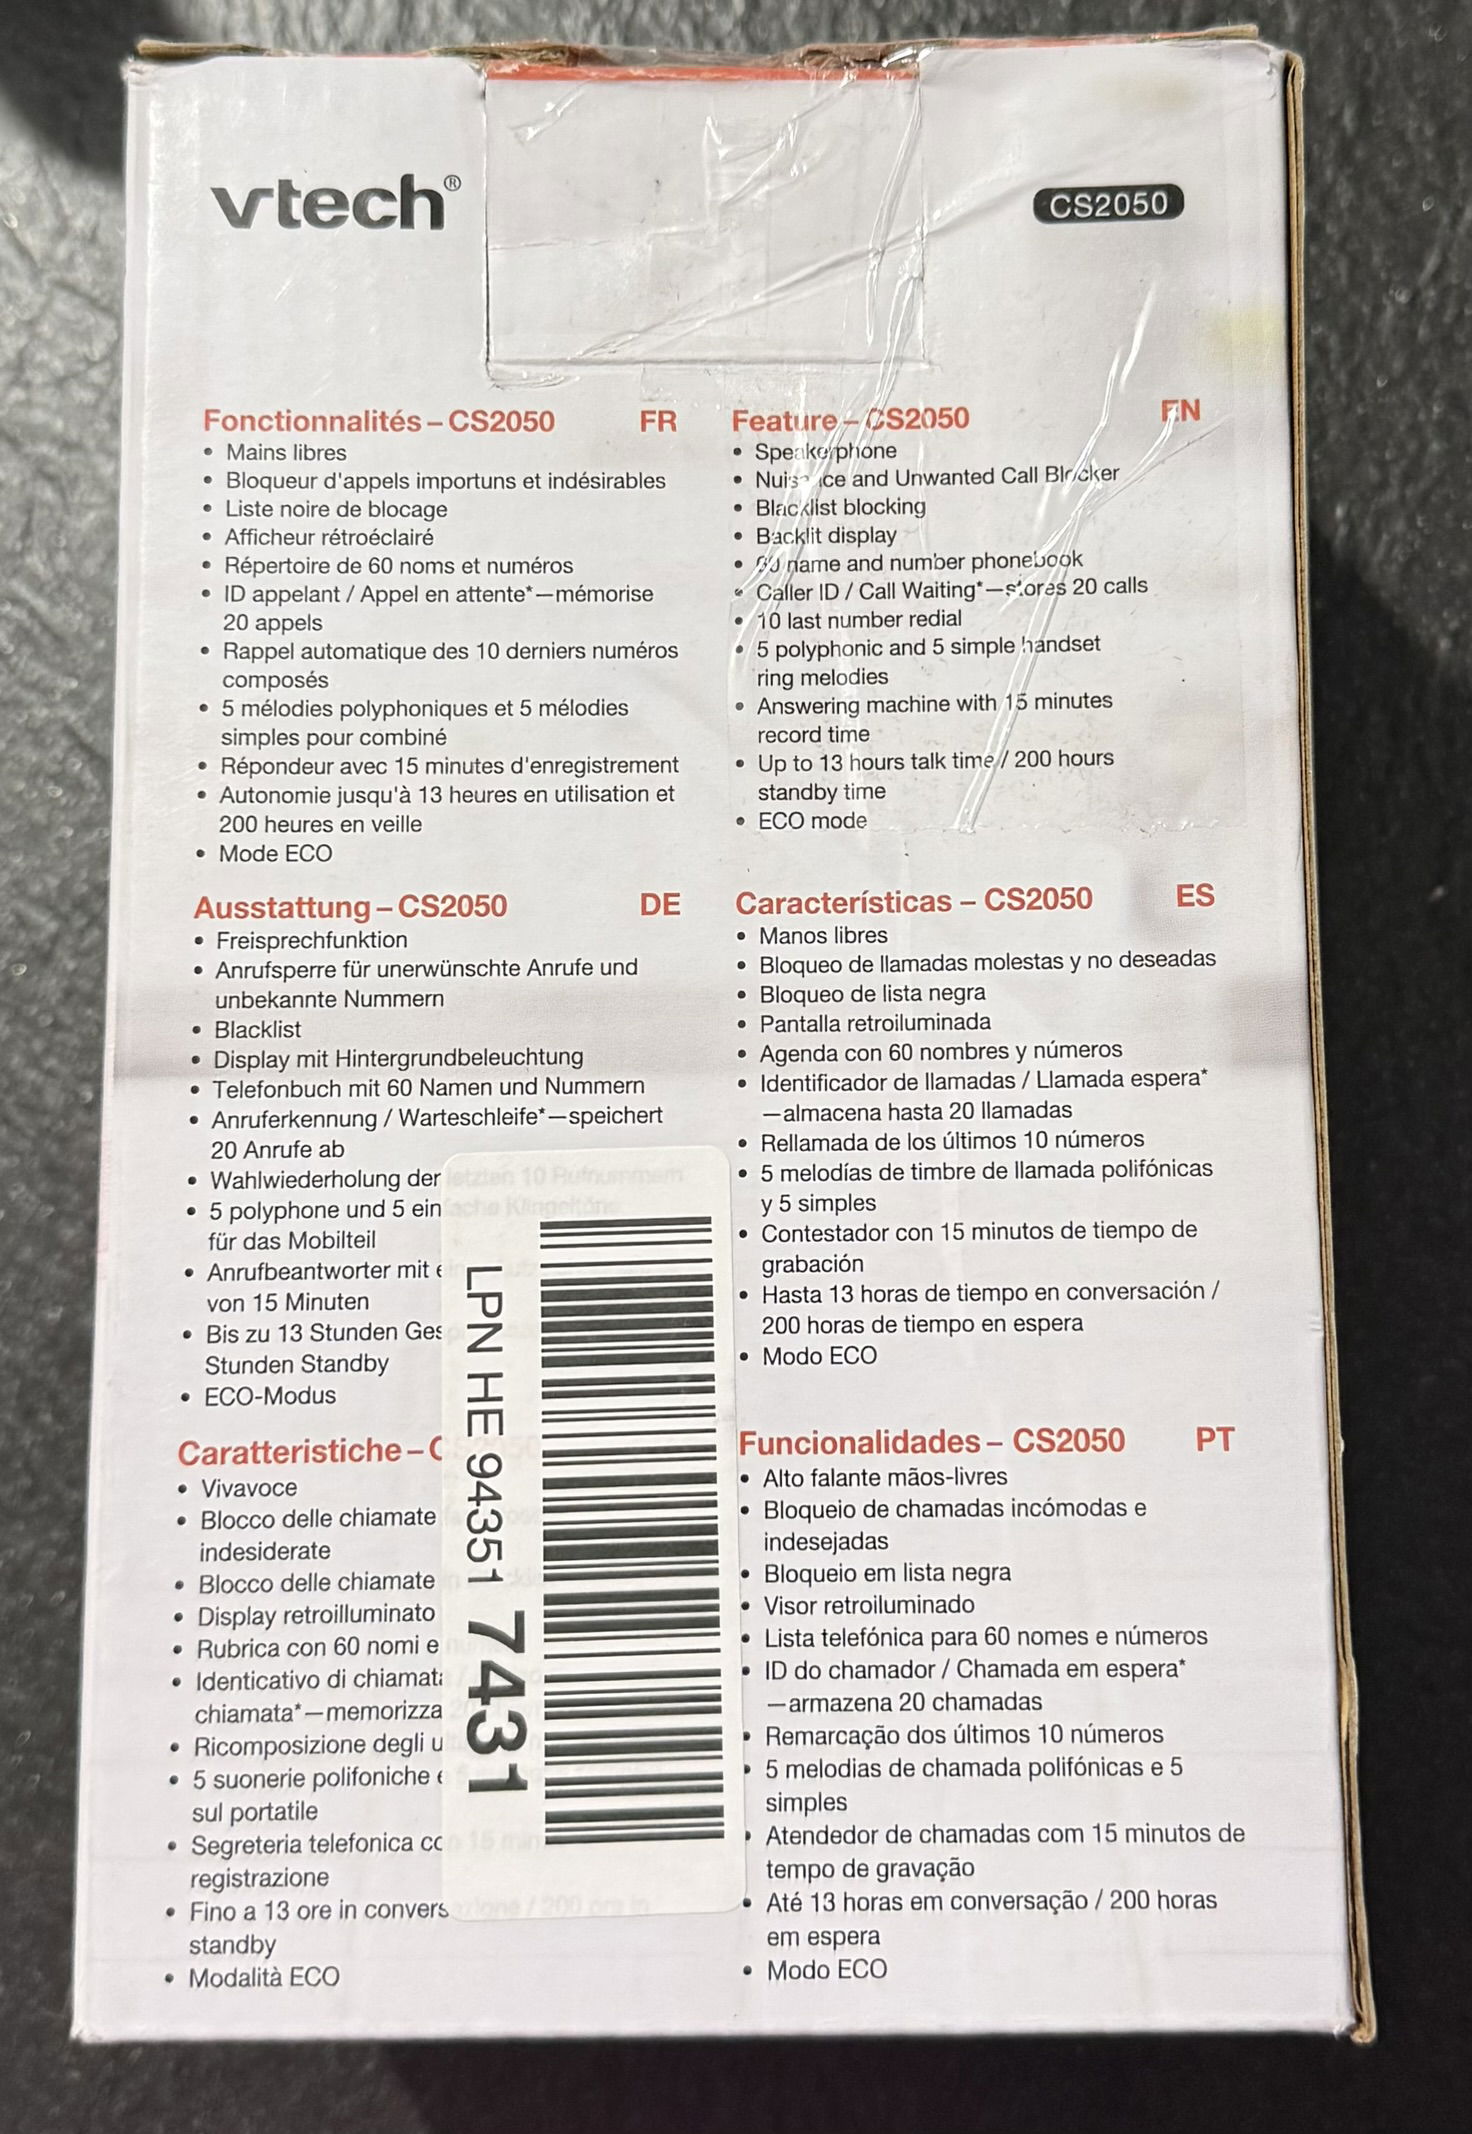 vtech®
CS2050
Fonctionnalités – CS2050 FR
• Mains libres
• Bloqueur d'appels importuns et indésirables
• Liste noire de blocage
• Afficheur rétroéclairé
• Répertoire de 60 noms et numéros
• ID appelant / Appel en attente*—mémorise
20 appels
• Rappel automatique des 10 derniers numéros
composés
• 5 mélodies polyphoniques et 5 mélodies
simples pour combiné
• Répondeur avec 15 minutes d'enregistrement
• Autonomie jusqu'à 13 heures en utilisation et
200 heures en veille
• Mode ECO
Feature – CS2050 EN
• Speakerphone
• Nuisance and Unwanted Call Blocker
• Blacklist blocking
• Backlit display
• 60 name and number phonebook
• Caller ID / Call Waiting*—stores 20 calls
• 10 last number redial
• 5 polyphonic and 5 simple handset
ring melodies
• Answering machine with 15 minutes
record time
• Up to 13 hours talk time / 200 hours
standby time
• ECO mode
Ausstattung – CS2050 DE
• Freisprechfunktion
• Anrufsperre für unerwünschte Anrufe und
unbekannte Nummern
• Blacklist
• Display mit Hintergrundbeleuchtung
• Telefonbuch mit 60 Namen und Nummern
• Anruferkennung / Warteschleife*—speichert
20 Anrufe ab
• Wahlwiederholung der letzten 10 Rufnummern
• 5 polyphone und 5 einfache Klingeltöne
für das Mobilteil
• Anrufbeantworter mit
von 15 Minuten
• Bis zu 13 Stunden
Stunden Standby
• ECO-Modus
Características – CS2050 ES
• Manos libres
• Bloqueo de llamadas molestas y no deseadas
• Bloqueo de lista negra
• Pantalla retroiluminada
• Agenda con 60 nombres y números
• Identificador de llamadas / Llamada espera*
—almacena hasta 20 llamadas
• Rellamada de los últimos 10 números
• 5 melodías de timbre de llamada polifónicas
y 5 simples
• Contestador con 15 minutos de tiempo de
grabación
• Hasta 13 horas de tiempo en conversación /
200 horas de tiempo en espera
• Modo ECO
Caratteristiche – CS2050
• Vivavoce
• Blocco delle chiamate
indesiderate
• Blocco delle chiamate
• Display retroilluminato
• Rubrica con 60 nomi e
• Identicativo di
chiamata*—memorizza
• Ricomposizione degli
• 5 suonerie polifoniche
sul portatile
• Segreteria telefonica con 15
registrazione
• Fino a 13 ore in conversazione / 200 ore in
standby
• Modalità ECO
Funcionalidades – CS2050 PT
• Alto falante mãos-livres
• Bloqueio de chamadas incómodas e
indesejadas
• Bloqueio em lista negra
• Visor retroiluminado
• Lista telefónica para 60 nomes e números
• ID do chamador / Chamada em espera*
—armazena 20 chamadas
• Remarcação dos últimos 10 números
• 5 melodias de chamada polifónicas e 5
simples
• Atendedor de chamadas com 15 minutos de
tempo de gravação
• Até 13 horas em conversação / 200 horas
em espera
• Modo ECO
LPN HE 94351 7431